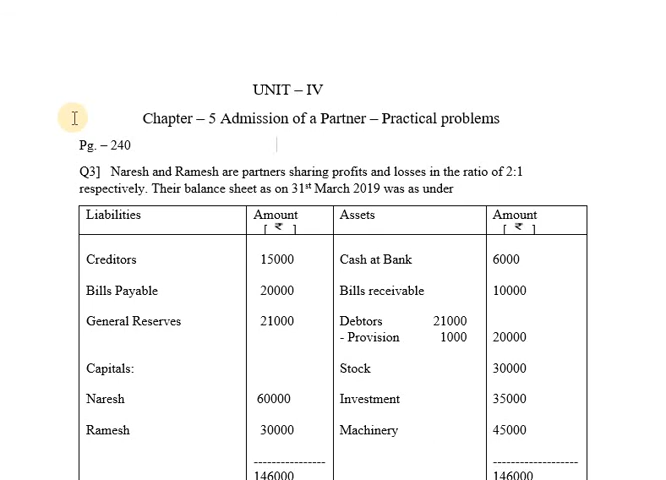 UNIT – IV
Chapter – 5 Admission of a Partner – Practical problems
Pg. – 240
Q3] Naresh and Ramesh are partners sharing profits and losses in the ratio of 2:1
respectively. Their balance sheet as on 31st March 2019 was as under
Liabilities Amount Assets Amount
[ ₹ ] [ ₹ ]
Creditors 15000 Cash at Bank 6000
Bills Payable 20000 Bills receivable 10000
General Reserves 21000 Debtors 21000
- Provision 1000 20000
Capitals: Stock 30000
Naresh 60000 Investment 35000
Ramesh 30000 Machinery 45000
---------------- -------------------
146000 146000